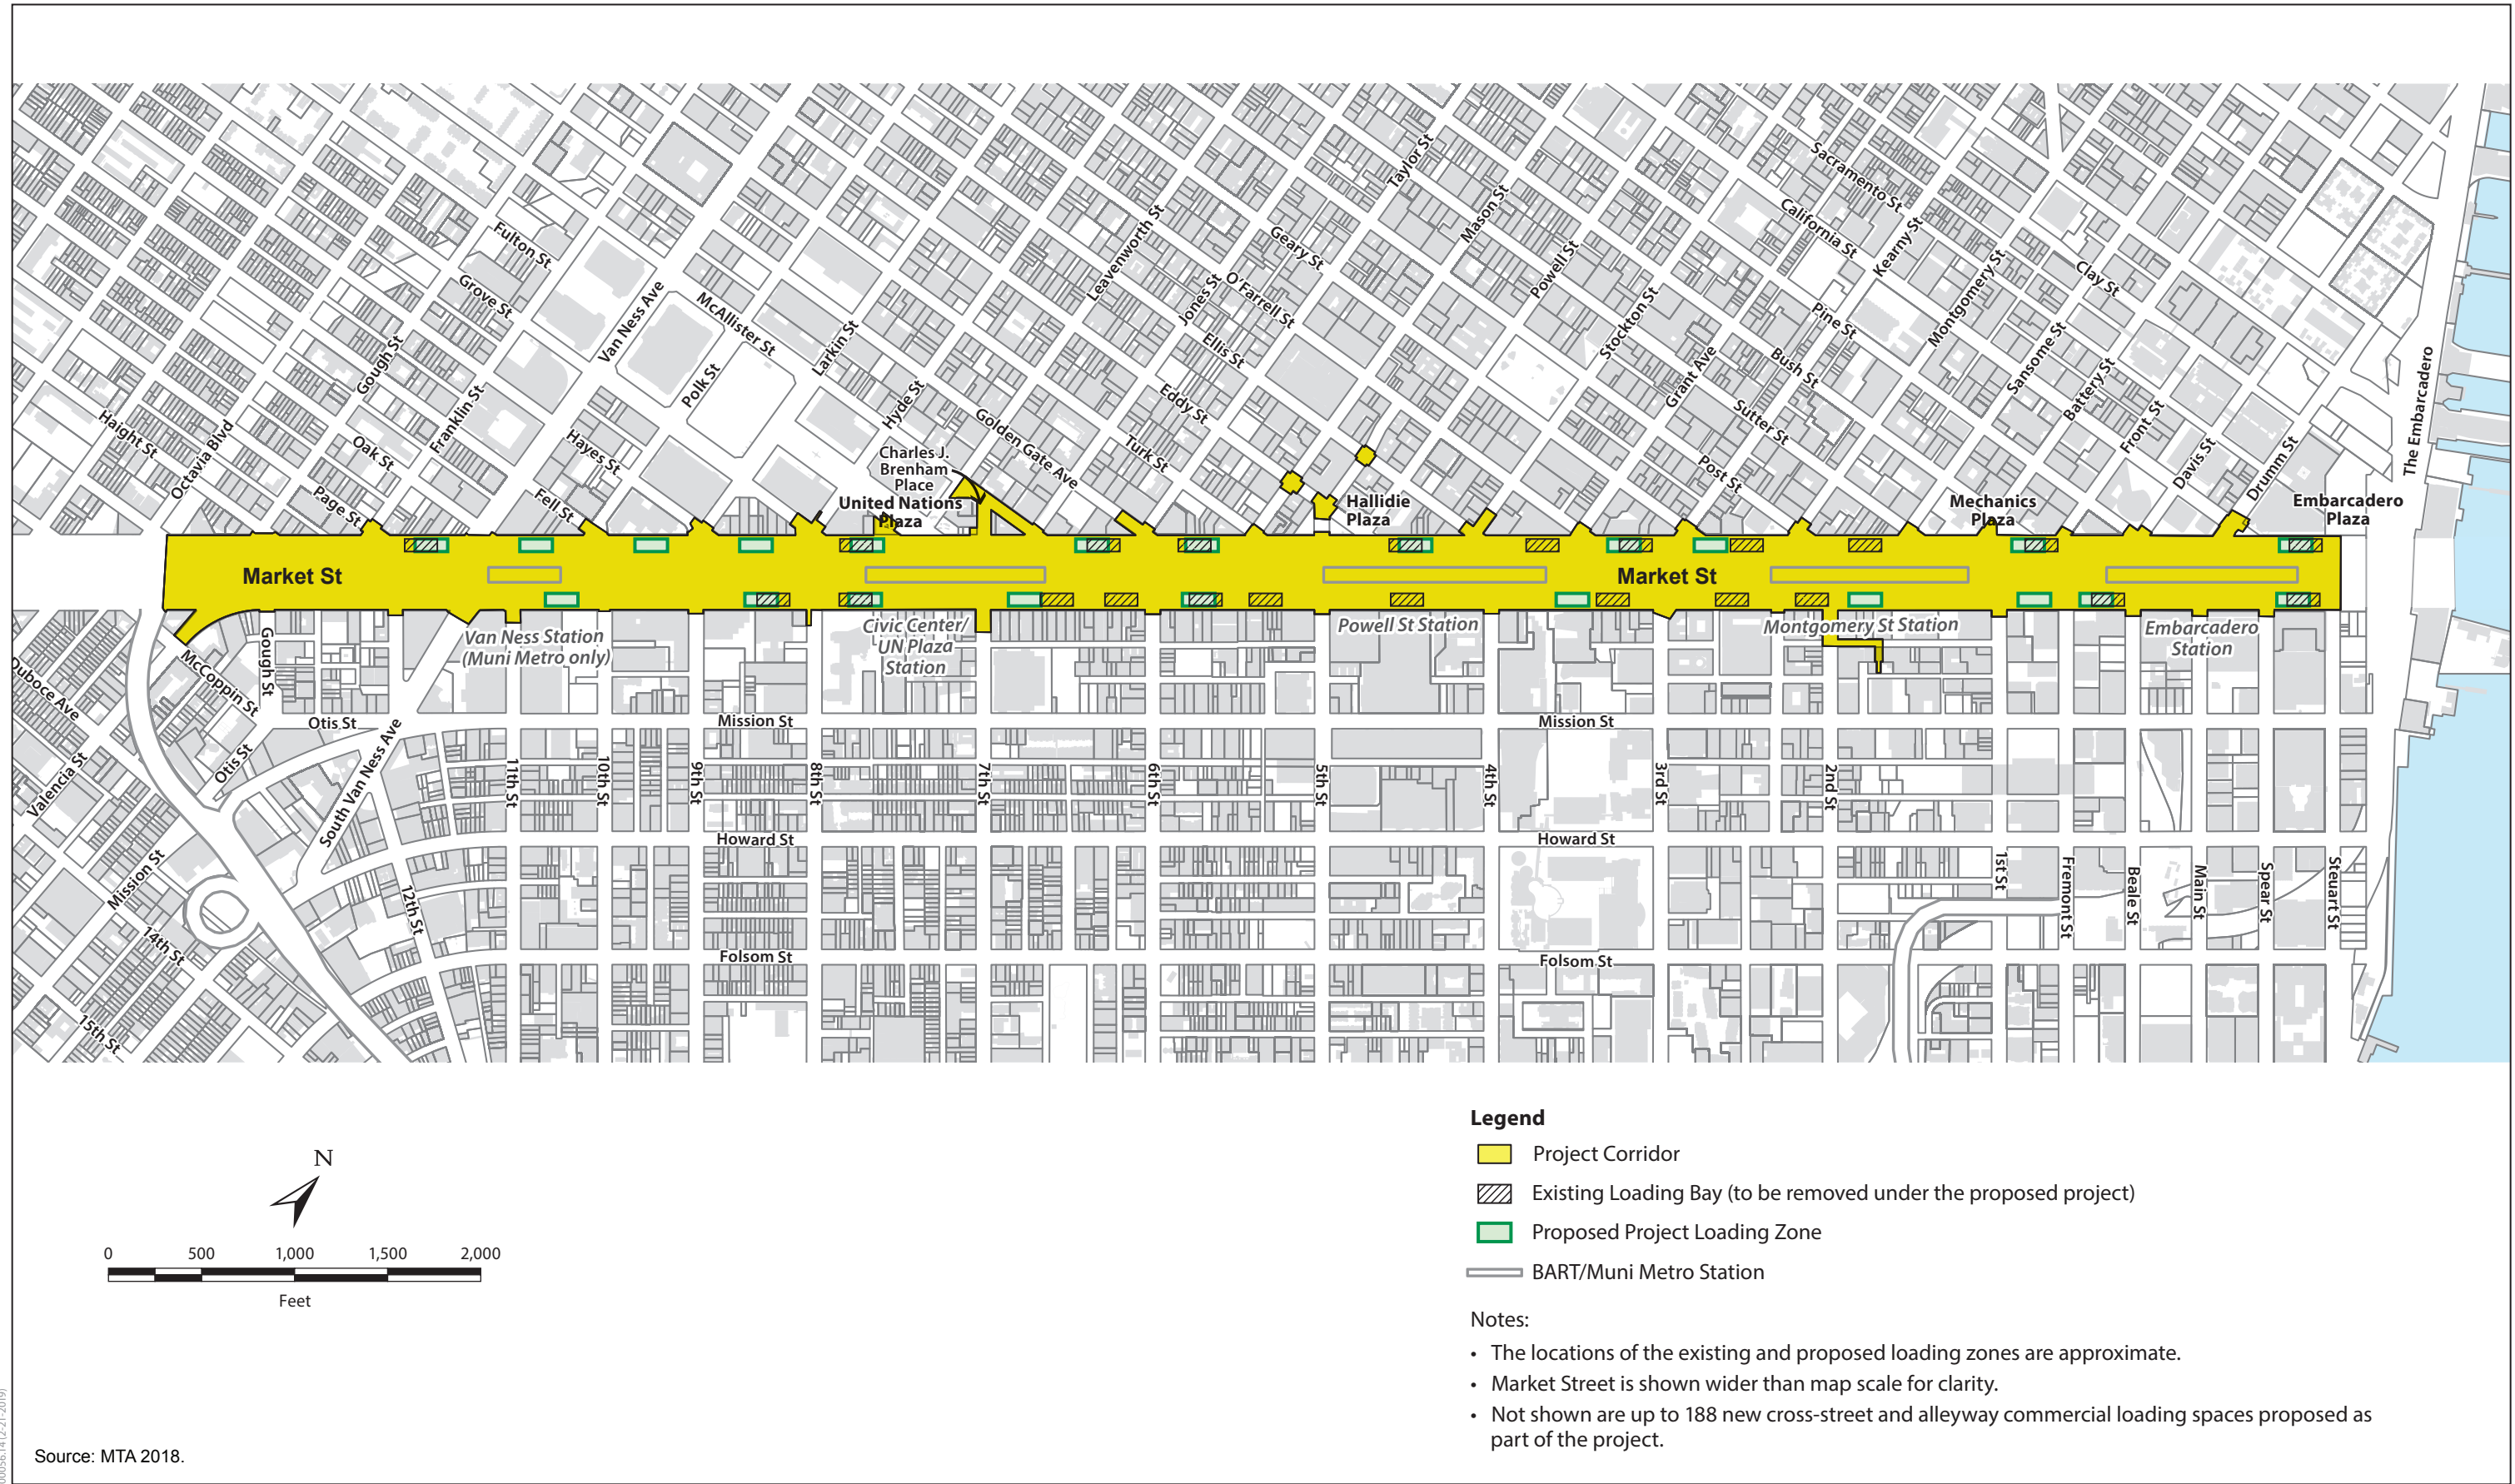 Sacramento St
California St
Taylor St
Mason St
Kearny St
Clay St
Geary St
Leavenworth St
Powell St
Montgomery St
Fulton St
Grove St
Van Ness Ave
McAllister St
Larkin St
Jones St
O'Farrell St
Ellis St
Stockton St
Pine St
Sansome St
Gough St
Polk St
Hyde St
Eddy St
Grant Ave
Bush St
Battery St
The Embarcadero
Haight St
Octavia Blvd
Oak St
Franklin St
Hayes St
Golden Gate Ave
Turk St
Sutter St
Front St
Page St
Fell St
Charles J.
Brenham
Place
United Nations
Plaza
Hallidie
Plaza
Post St
Mechanics
Plaza
Davis St
Drumm St
Embarcadero
Plaza
Market St
Market St
Van Ness Station
(Muni Metro only)
Civic Center/
UN Plaza
Station
Powell St Station
Montgomery St Station
Embarcadero
Station
Duboce Ave
McCoppin St
Gough St
Otis St
Otis St
Mission St
Mission St
Valencia St
South Van Ness Ave
11th St
10th St
9th St
8th St
7th St
6th St
5th St
4th St
3rd St
2nd St
Howard St
Howard St
Mission St
12th St
1st St
Fremont St
Beale St
Main St
Spear St
Steuart St
14th St
Folsom St
Folsom St
15th St
N
0 500 1,000 1,500 2,000
Feet
Legend
Project Corridor
Existing Loading Bay (to be removed under the proposed project)
Proposed Project Loading Zone
BART/Muni Metro Station
Notes:
• The locations of the existing and proposed loading zones are approximate.
• Market Street is shown wider than map scale for clarity.
• Not shown are up to 188 new cross-street and alleyway commercial loading spaces proposed as
part of the project.
Source: MTA 2018.